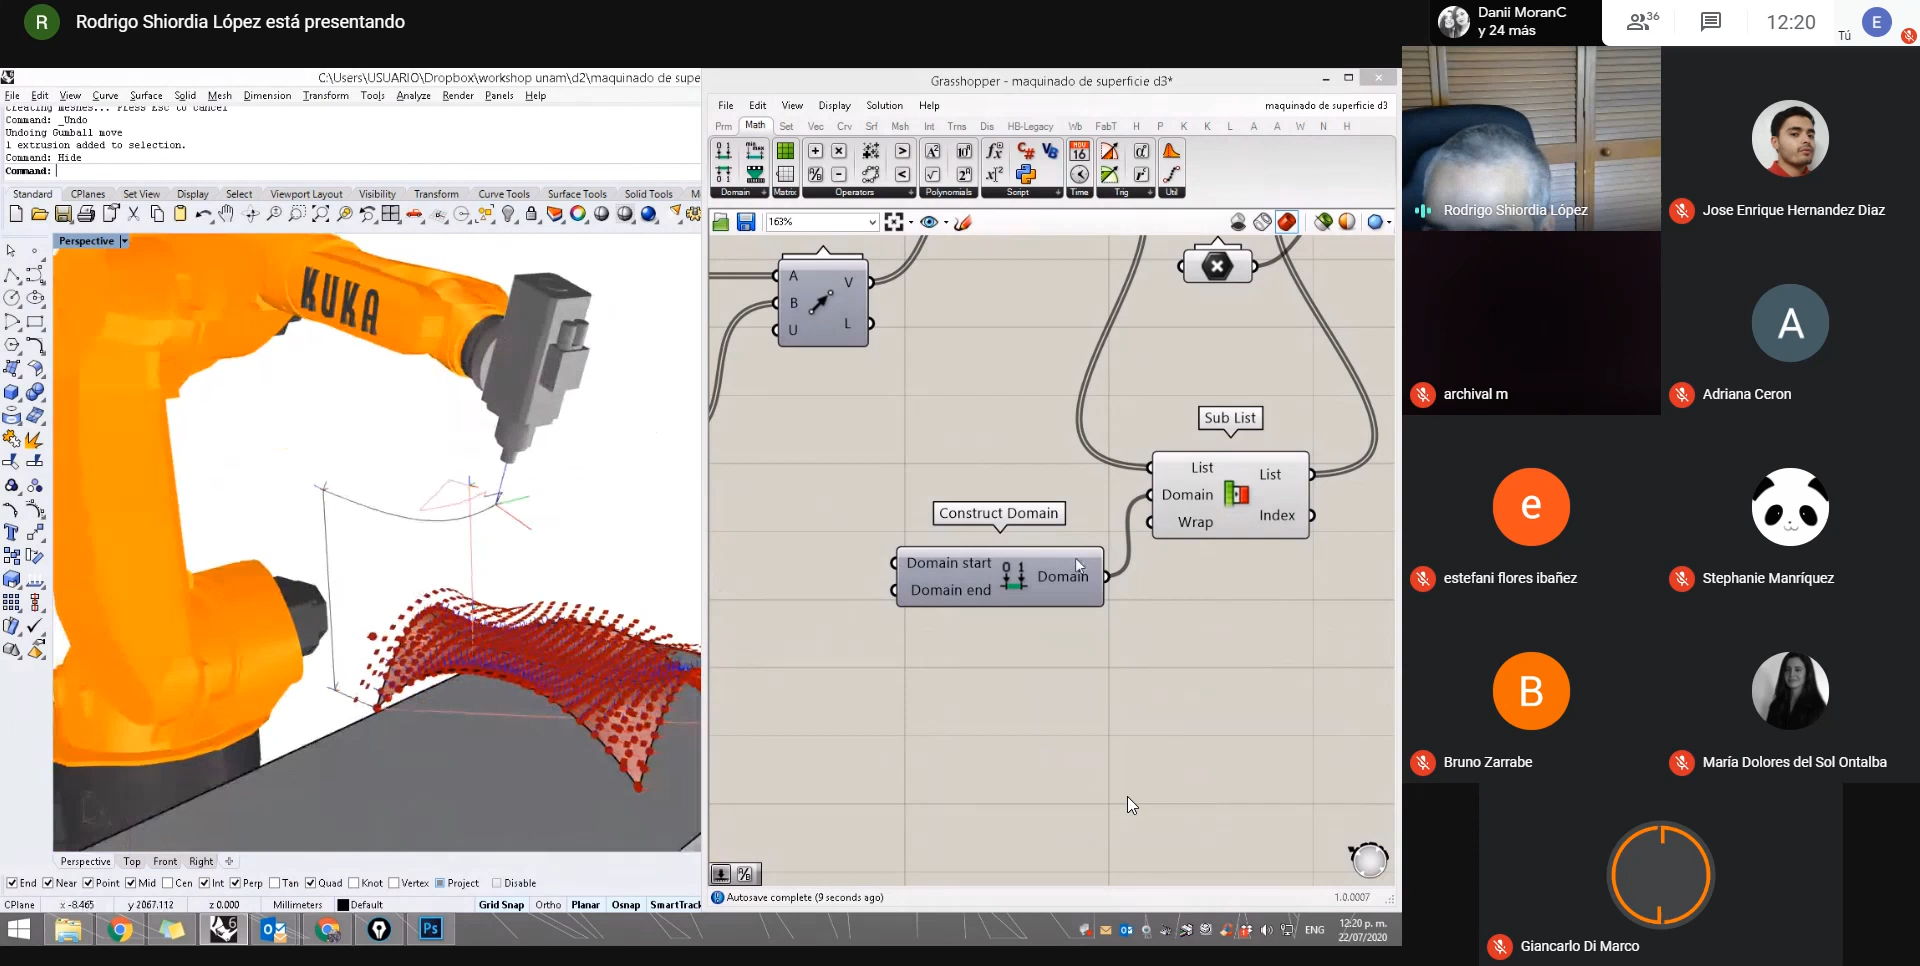 R Rodrigo Shiordia López está presentando
Danii MoranC
y 24 más
36
12:20
Tú
E
C:\Users\USUARIO\Dropbox\workshop unam\d2\maquinado de supe
File Edit View Curve Surface Solid Mesh Dimension Transform Tools Analyze Render Panels Help
Creating meshes... Press Esc to cancel
Command: _Undo
Undoing Gumball move
1 extrusion added to selection.
Command: Hide
Command:
Standard CPlanes Set View Display Select Viewport Layout Visibility Transform Curve Tools Surface Tools Solid Tools M
Perspective
KUKA
Perspective Top Front Right
End Near Point Mid Cen Int Perp Tan Quad Knot Vertex Project Disable
CPlane x -8.465 y 2067.112 z 0.000 Millimeters Default Grid Snap Ortho Planar Osnap SmartTrack
Grasshopper - maquinado de superficie d3*
File Edit View Display Solution Help
maquinado de superficie d3
Prm Math Set Vec Crv Srf Msh Int Trns Dis HB-Legacy Wb FabT H P K K L A A W N H
Domain Matrix Operators Polynomials Script Time Trig Util
163%
A
B
U
V
L
Sub List
List
Domain
Wrap
List
Index
Construct Domain
Domain start
Domain end
Domain
Autosave complete (9 seconds ago)
1.0.0007
Ps
ENG
12:20 p. m.
22/07/2020
Rodrigo Shiordia López
Jose Enrique Hernandez Diaz
archival m
A
Adriana Ceron
e
estefani flores ibañez
Stephanie Manríquez
B
Bruno Zarrabe
María Dolores del Sol Ontalba
Giancarlo Di Marco